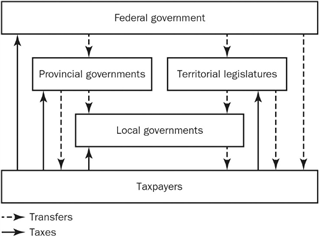 Federal government
Provincial governments
Territorial legislatures
Local governments
Taxpayers
Transfers
Taxes